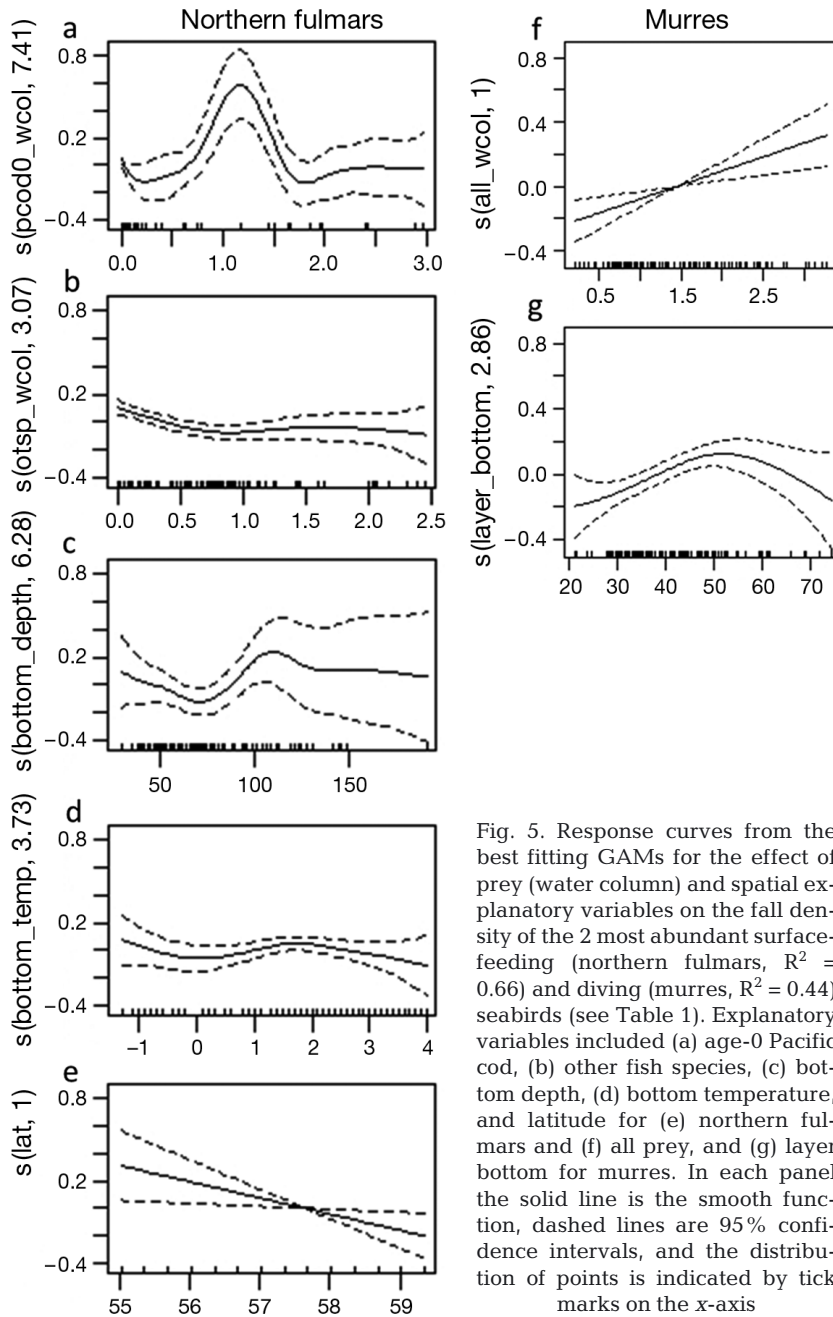 Northern fulmars
Murres
a
s(pcod0_wcol, 7.41)
0.8
0.2
−0.4
0.0 1.0 2.0 3.0
b
s(otsp_wcol, 3.07)
0.8
0.2
−0.4
0.0 0.5 1.0 1.5 2.0 2.5
c
s(bottom_depth, 6.28)
0.8
0.2
−0.4
50 100 150
d
s(bottom_temp, 3.73)
0.8
0.2
−0.4
−1 0 1 2 3 4
e
s(lat, 1)
0.8
0.2
−0.4
55 56 57 58 59
f
s(all_wcol, 1)
0.8
0.4
0.0
−0.4
0.5 1.5 2.5
g
s(layer_bottom, 2.86)
0.8
0.4
0.0
−0.4
20 30 40 50 60 70
Fig. 5. Response curves from the
best fitting GAMs for the effect of
prey (water column) and spatial ex-
planatory variables on the fall den-
sity of the 2 most abundant surface-
feeding (northern fulmars, R² =
0.66) and diving (murres, R² = 0.44)
seabirds (see Table 1). Explanatory
variables included (a) age-0 Pacific
cod, (b) other fish species, (c) bot-
tom depth, (d) bottom temperature,
and latitude for (e) northern ful-
mars and (f) all prey, and (g) layer
bottom for murres. In each panel
the solid line is the smooth func-
tion, dashed lines are 95% confi-
dence intervals, and the distribu-
tion of points is indicated by tick
marks on the x-axis